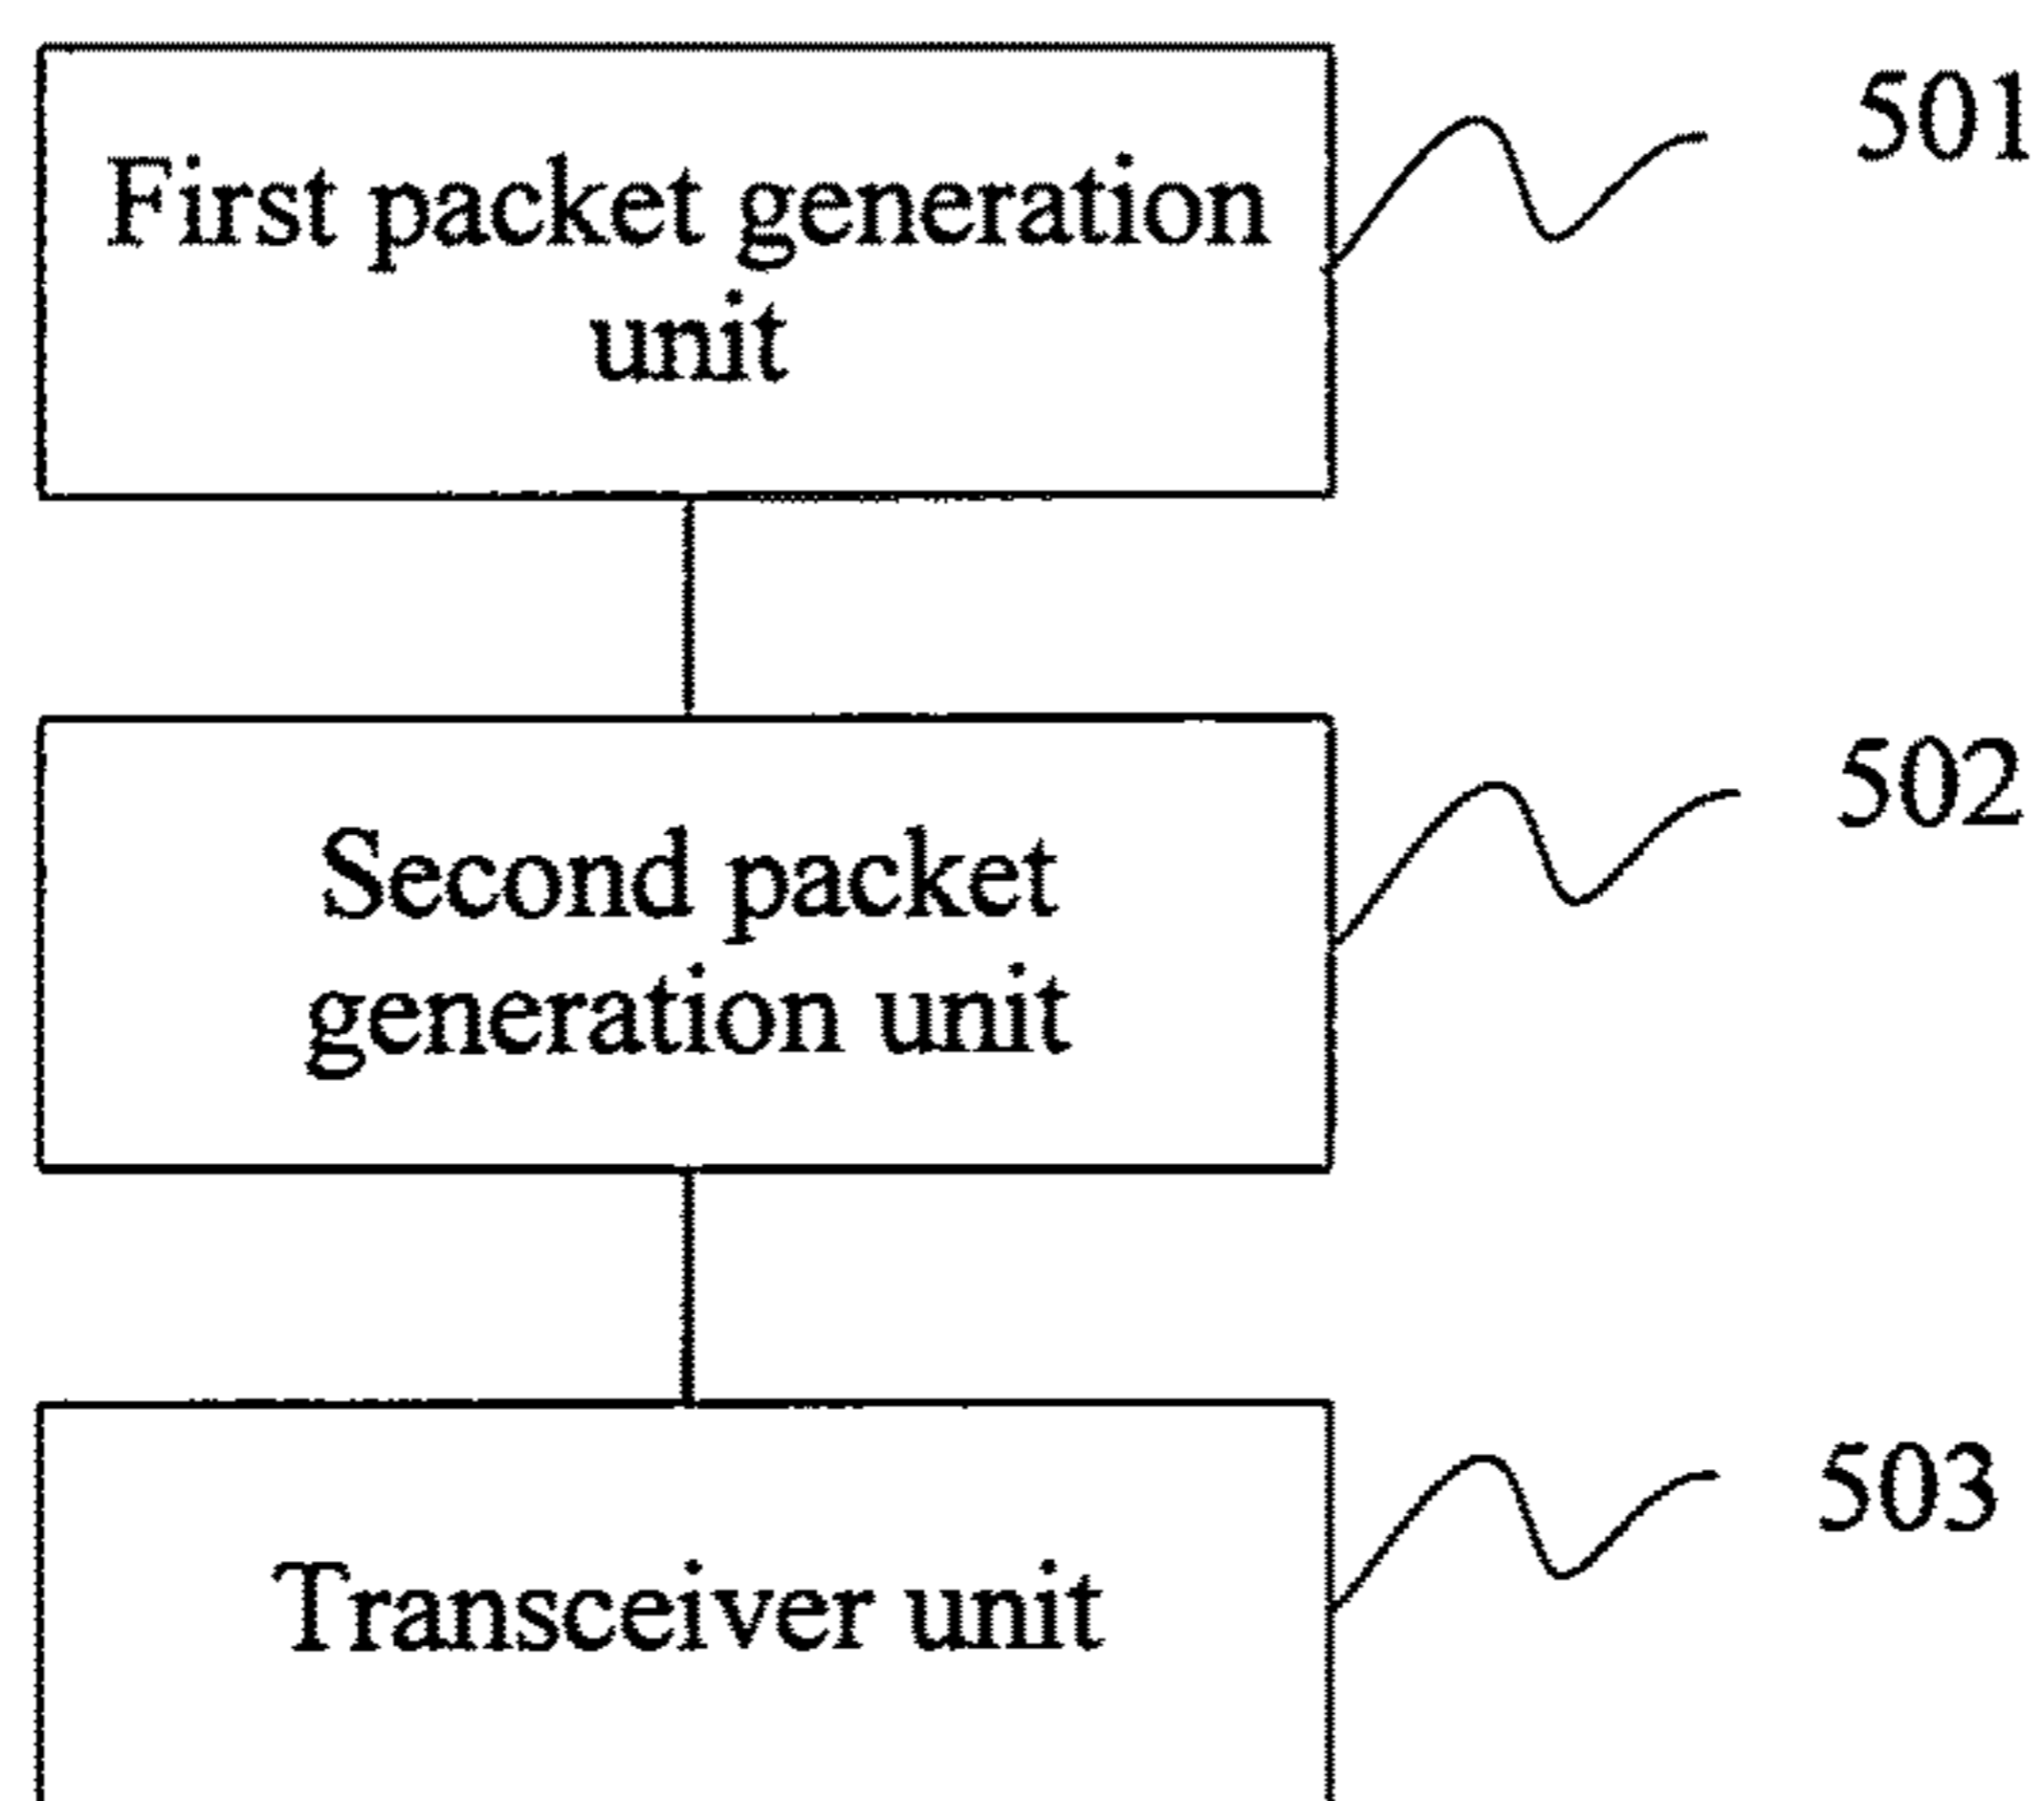 First packet generation
unit
501
Second packet
generation unit
502
Transceiver unit
503